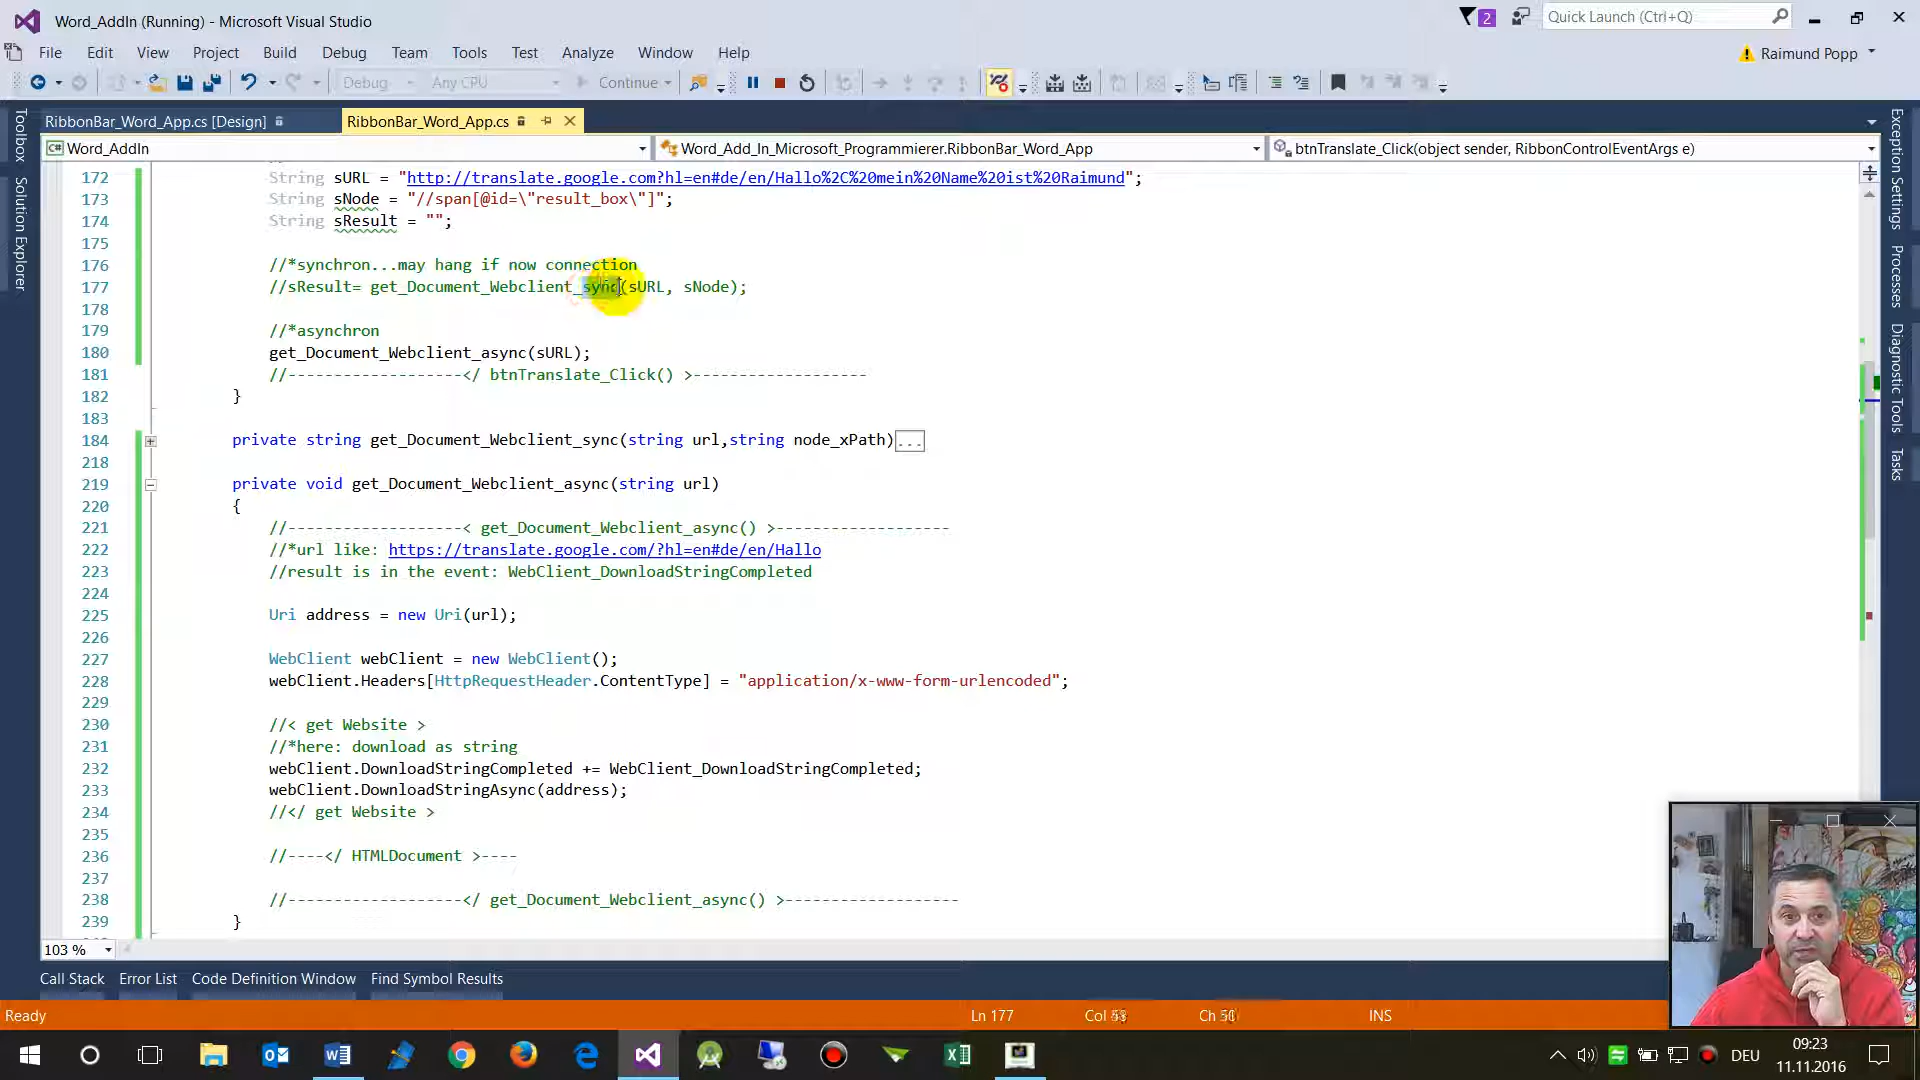 Word_AddIn (Running) - Microsoft Visual Studio
2
Quick Launch (Ctrl+Q)
File Edit View Project Build Debug Team Tools Test Analyze Window Help
Raimund Popp
Debug Any CPU Continue
RibbonBar_Word_App.cs [Design] RibbonBar_Word_App.cs
C# Word_AddIn Word_Add_In_Microsoft_Programmierer.RibbonBar_Word_App btnTranslate_Click(object sender, RibbonControlEventArgs e)
Toolbox
Solution Explorer
Exception Settings
Properties
Diagnostic Tools
Tasks
172 String sURL = "http://translate.google.com?hl=en#de/en/Hallo%2C%20mein%20Name%20ist%20Raimund";
173 String sNode = "//span[@id=\"result_box\"]";
174 String sResult = "";
175
176 //*synchron...may hang if now connection
177 //sResult= get_Document_Webclient_sync(sURL, sNode);
178
179 //*asynchron
180 get_Document_Webclient_async(sURL);
181 //-------------------</ btnTranslate_Click() >-------------------
182 }
183
184 private string get_Document_Webclient_sync(string url,string node_xPath)...
218
219 private void get_Document_Webclient_async(string url)
220 {
221 //-------------------< get_Document_Webclient_async() >-------------------
222 //*url like: https://translate.google.com/?hl=en#de/en/Hallo
223 //result is in the event: WebClient_DownloadStringCompleted
224
225 Uri address = new Uri(url);
226
227 WebClient webClient = new WebClient();
228 webClient.Headers[HttpRequestHeader.ContentType] = "application/x-www-form-urlencoded";
229
230 //< get Website >
231 //*here: download as string
232 webClient.DownloadStringCompleted += WebClient_DownloadStringCompleted;
233 webClient.DownloadStringAsync(address);
234 //</ get Website >
235
236 //----</ HTMLDocument >----
237
238 //-------------------</ get_Document_Webclient_async() >-------------------
239 }
103 %
Call Stack Error List Code Definition Window Find Symbol Results
Ready Ln 177 Col Ch INS
DEU
09:23
11.11.2016